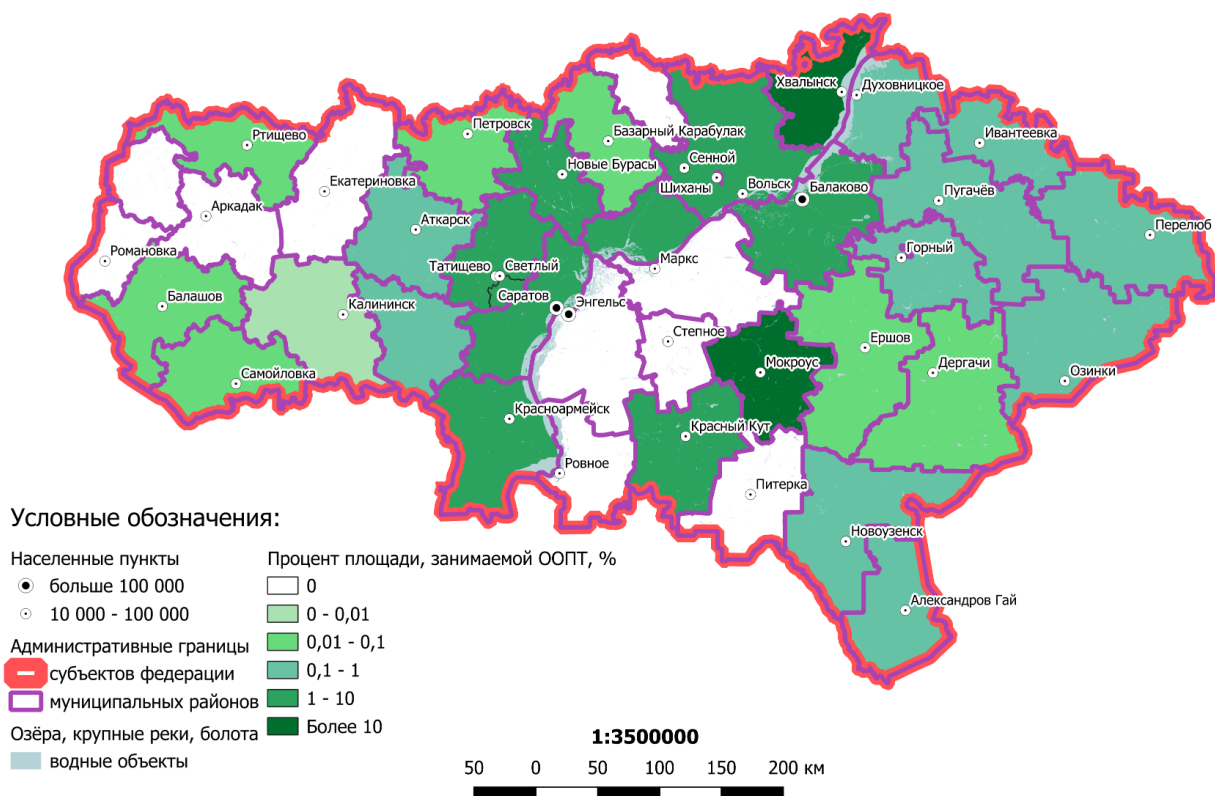 Хвалынск
Духовницкое
Ртищево
Петровск
Базарный Карабулак
Ивантеевка
Новые Бурасы
Сенной
Шиханы
Вольск
Балаково
Екатериновка
Пугачёв
Аркадак
Аткарск
Перелюб
Романовка
Горный
Татищево
Светлый
Маркс
Балашов
Калининск
Саратов
Энгельс
Степное
Ершов
Мокроус
Дергачи
Самойловка
Озинки
Красноармейск
Красный Кут
Ровное
Питерка
Новоузенск
Александров Гай
Условные обозначения:
Населенные пункты
больше 100 000
10 000 - 100 000
Административные границы
субъектов федерации
муниципальных районов
Озёра, крупные реки, болота
водные объекты
Процент площади, занимаемой ООПТ, %
0
0 - 0,01
0,01 - 0,1
0,1 - 1
1 - 10
Более 10
1:3500000
50 0 50 100 150 200 км